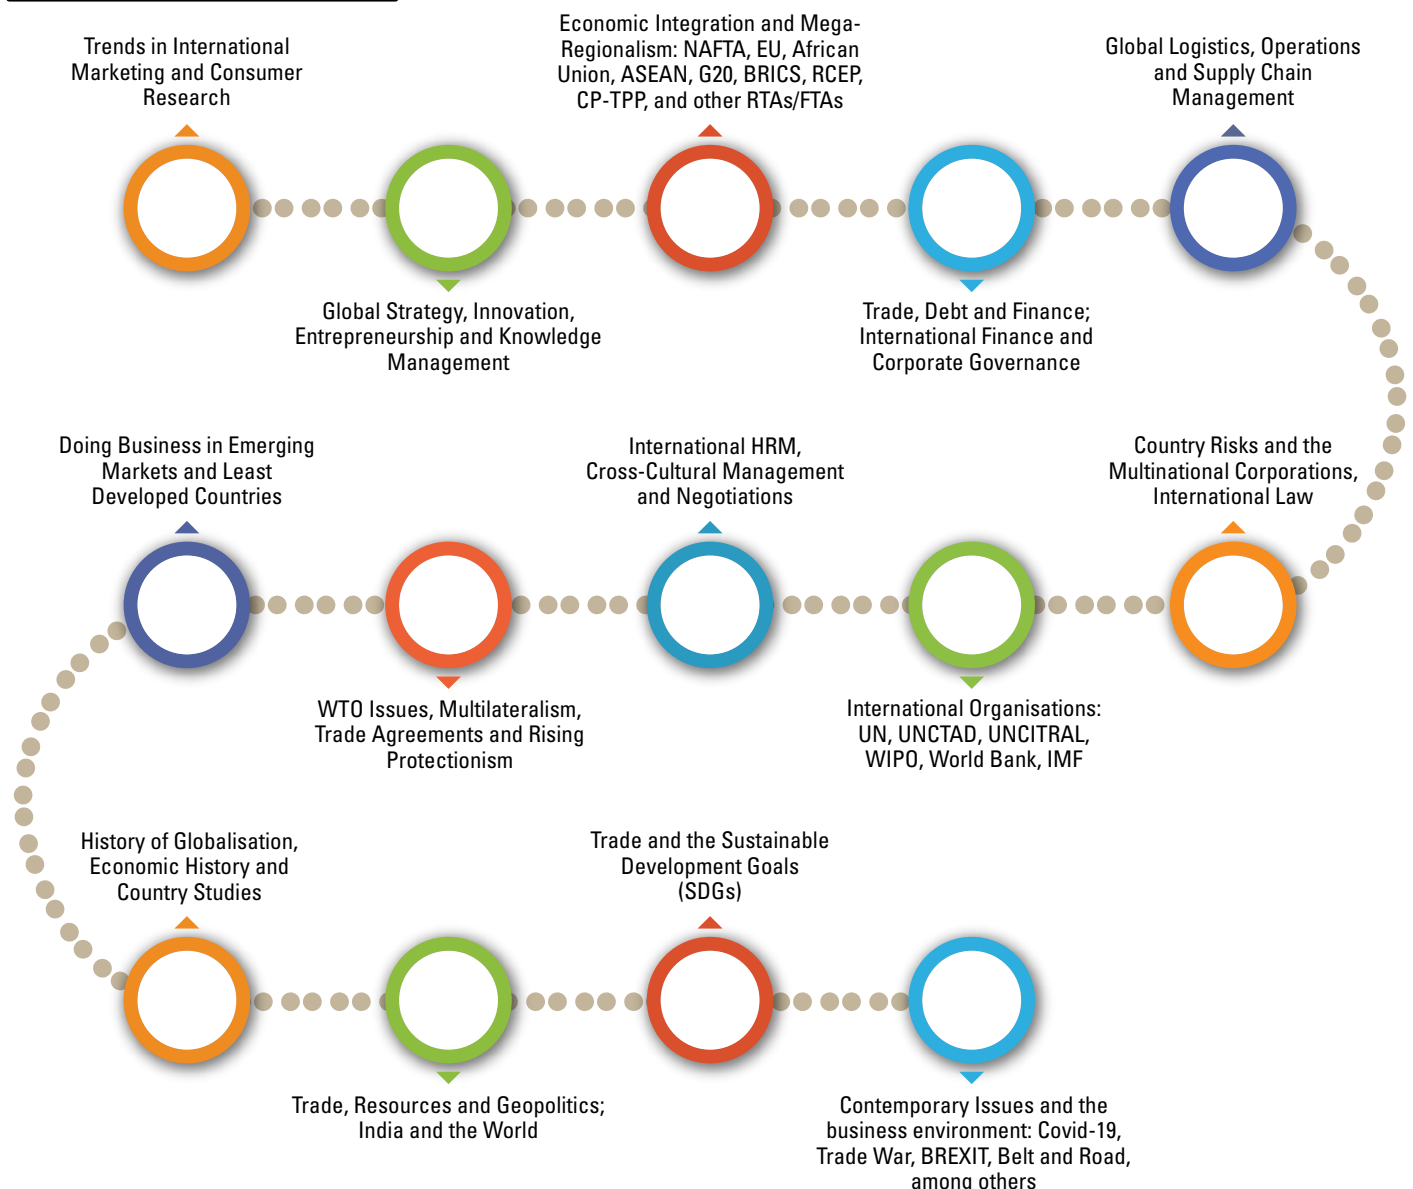 Trends in International
Marketing and Consumer
Research
Global Strategy, Innovation,
Entrepreneurship and Knowledge
Management
Economic Integration and Mega-
Regionalism: NAFTA, EU, African
Union, ASEAN, G20, BRICS, RCEP,
CP-TPP, and other RTAs/FTAs
Trade, Debt and Finance;
International Finance and
Corporate Governance
Global Logistics, Operations
and Supply Chain
Management
Country Risks and the
Multinational Corporations,
International Law
International Organisations:
UN, UNCTAD, UNCITRAL,
WIPO, World Bank, IMF
International HRM,
Cross-Cultural Management
and Negotiations
WTO Issues, Multilateralism,
Trade Agreements and Rising
Protectionism
Doing Business in Emerging
Markets and Least
Developed Countries
History of Globalisation,
Economic History and
Country Studies
Trade, Resources and Geopolitics;
India and the World
Trade and the Sustainable
Development Goals
(SDGs)
Contemporary Issues and the
business environment: Covid-19,
Trade War, BREXIT, Belt and Road,
among others